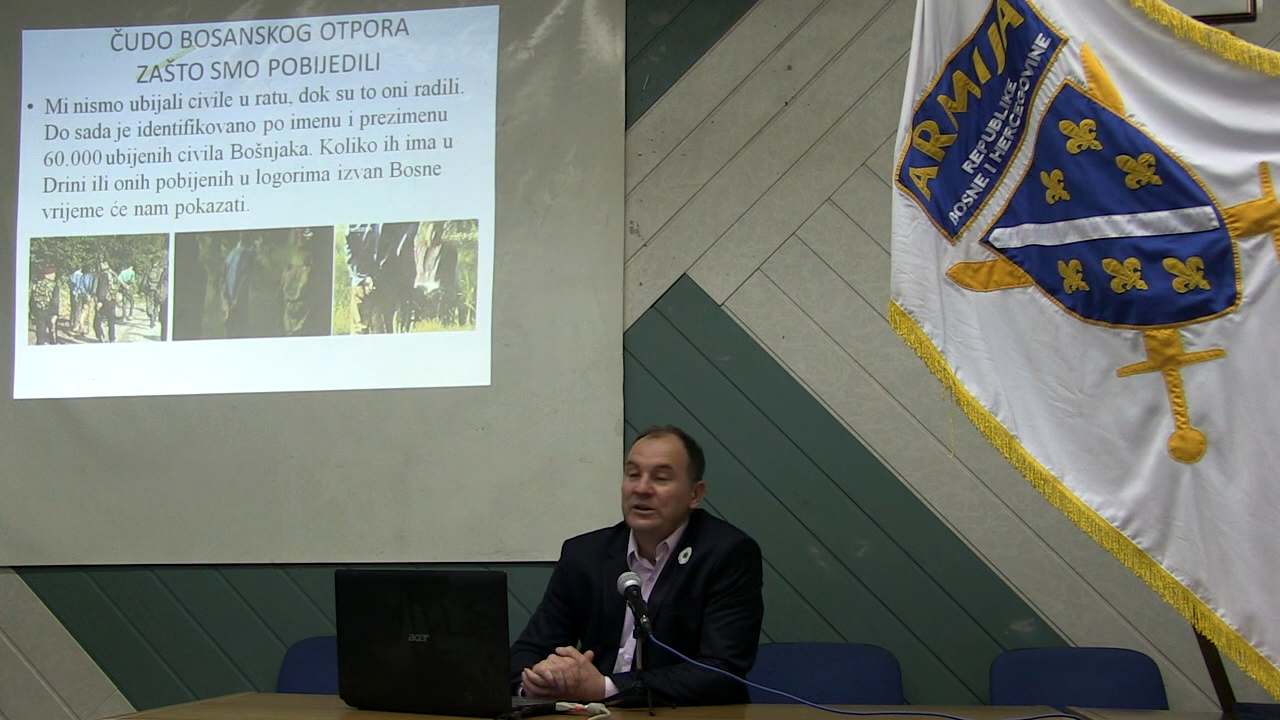 ČUDO BOSANSKOG OTPORA
ZAŠTO SMO POBIJEDILI
• Mi nismo ubijali civile u ratu, dok su to oni radili.
Do sada je identifikovano po imenu i prezimenu
60.000 ubijenih civila Bošnjaka. Koliko ih ima u
Drini ili onih pobijenih u logorima izvan Bosne
vrijeme će nam pokazati.
ARMIJA
REPUBLIKE
BOSNE I HERCEGOVINE
acer